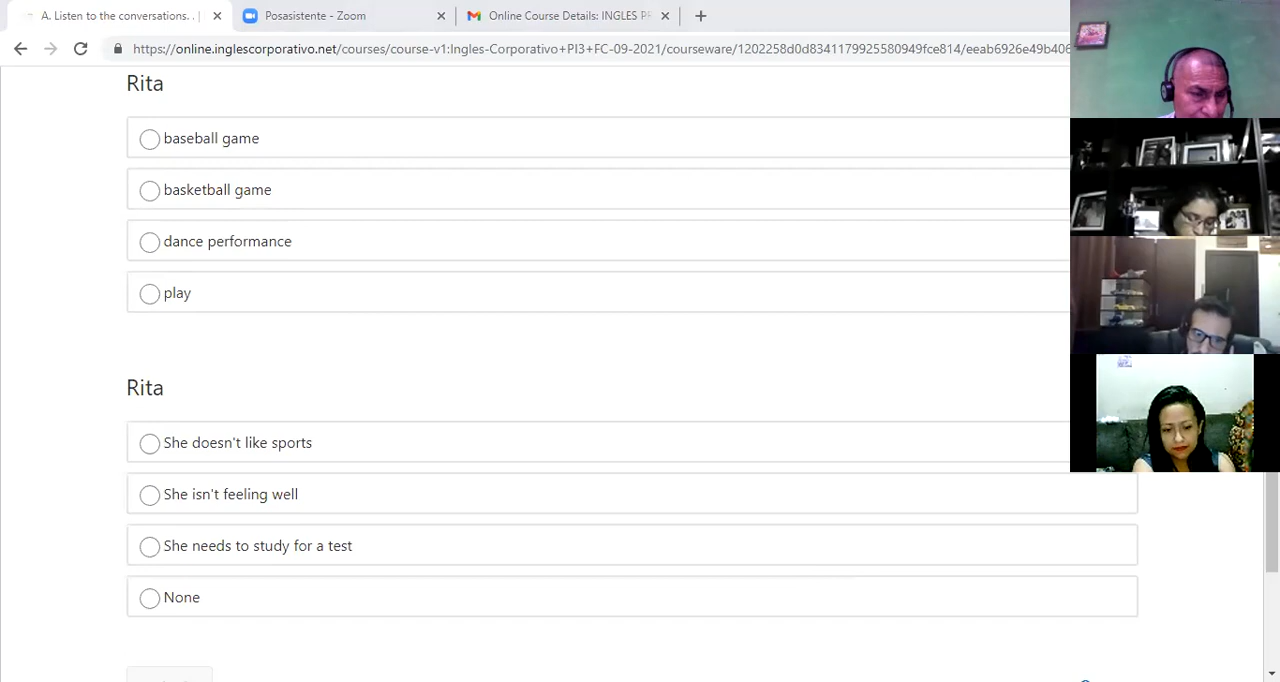 A. Listen to the conversations. . |
Posasistente - Zoom
Online Course Details: INGLES PF
https://online.inglescorporativo.net/courses/course-v1:Ingles-Corporativo+PI3+FC-09-2021/courseware/1202258d0d8341179925580949fce814/eeab6926e49b406
Rita
baseball game
basketball game
dance performance
play
Rita
She doesn't like sports
She isn't feeling well
She needs to study for a test
None